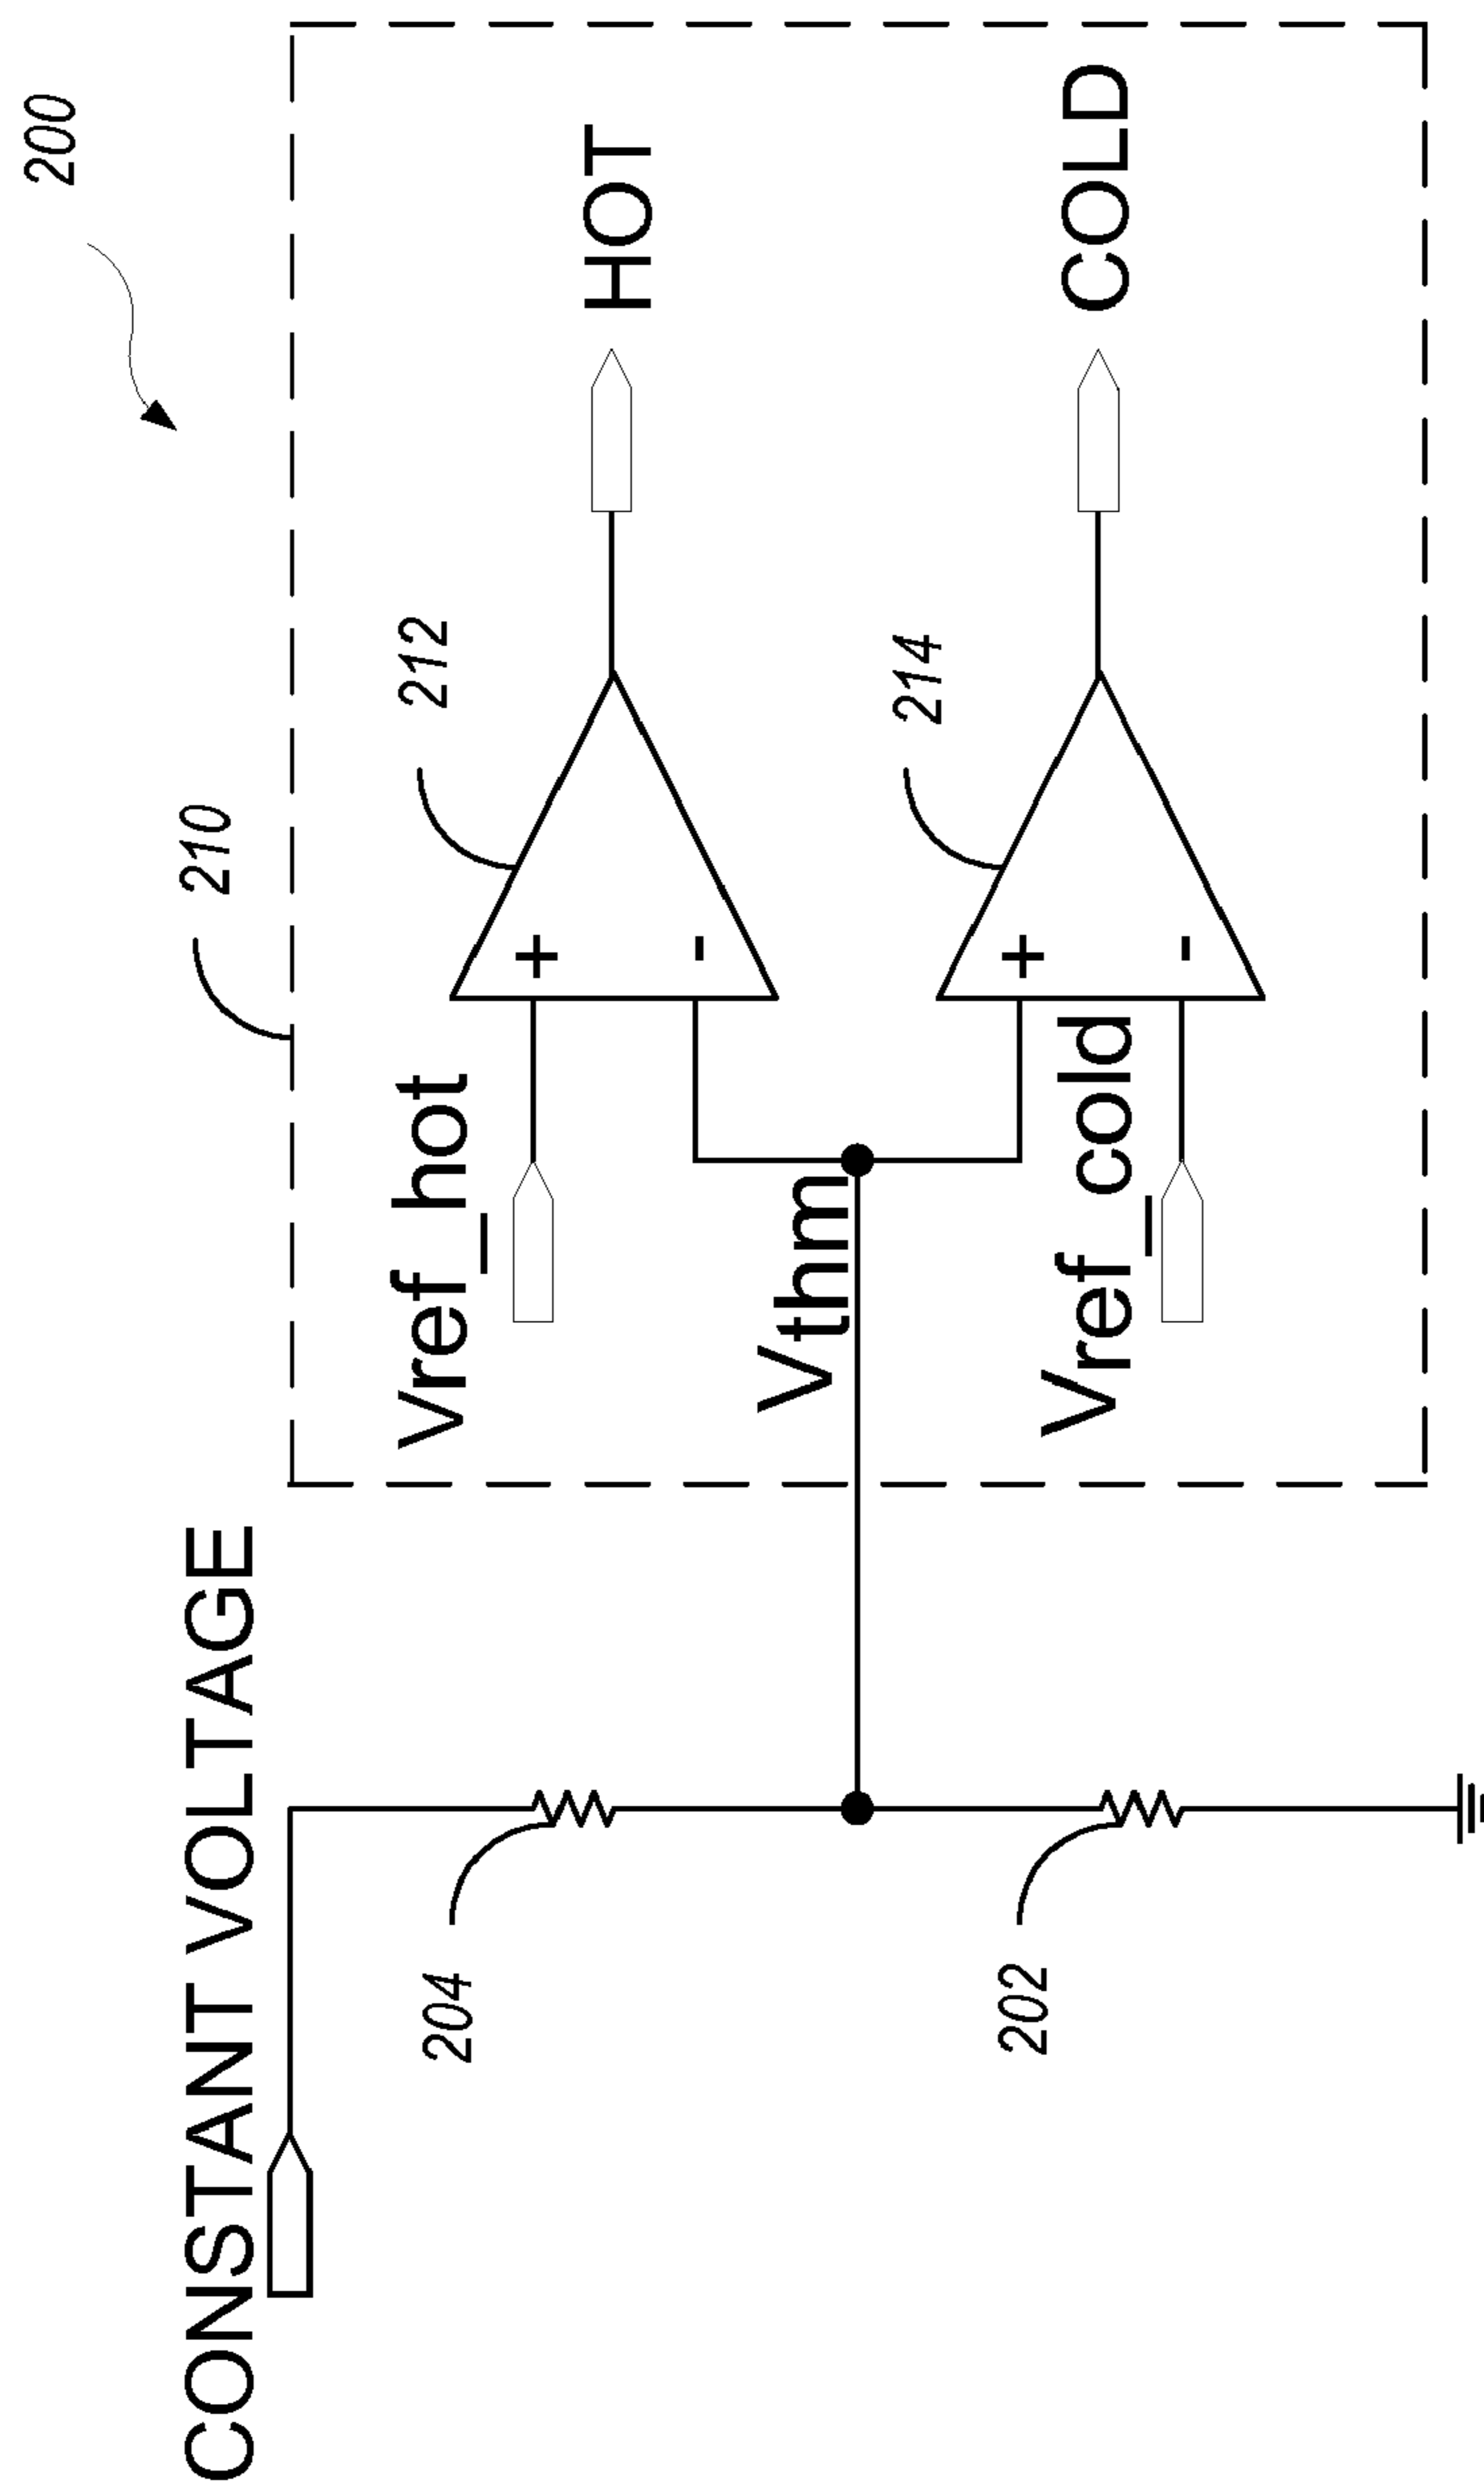 200
CONSTANT VOLTAGE
210
204
202
Vref_hot
212
HOT
Vthm
Vref_cold
214
COLD
+
-
+
-